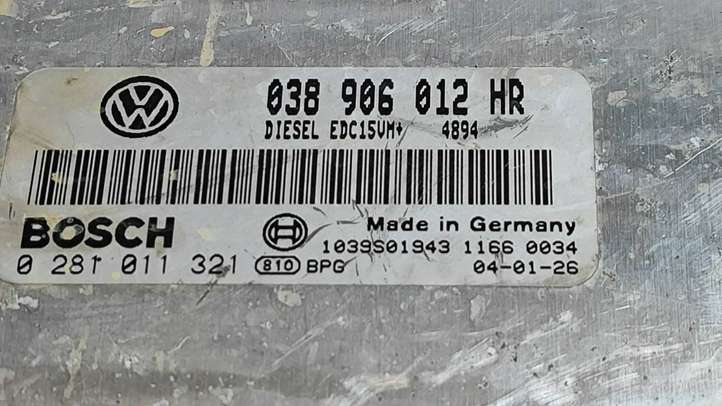 038 906 012 HR
DIESEL EDC15VM+ 4894
BOSCH
Made in Germany
1039S01943 1166 0034
0 281 011 321 810 BPG 04-01-26